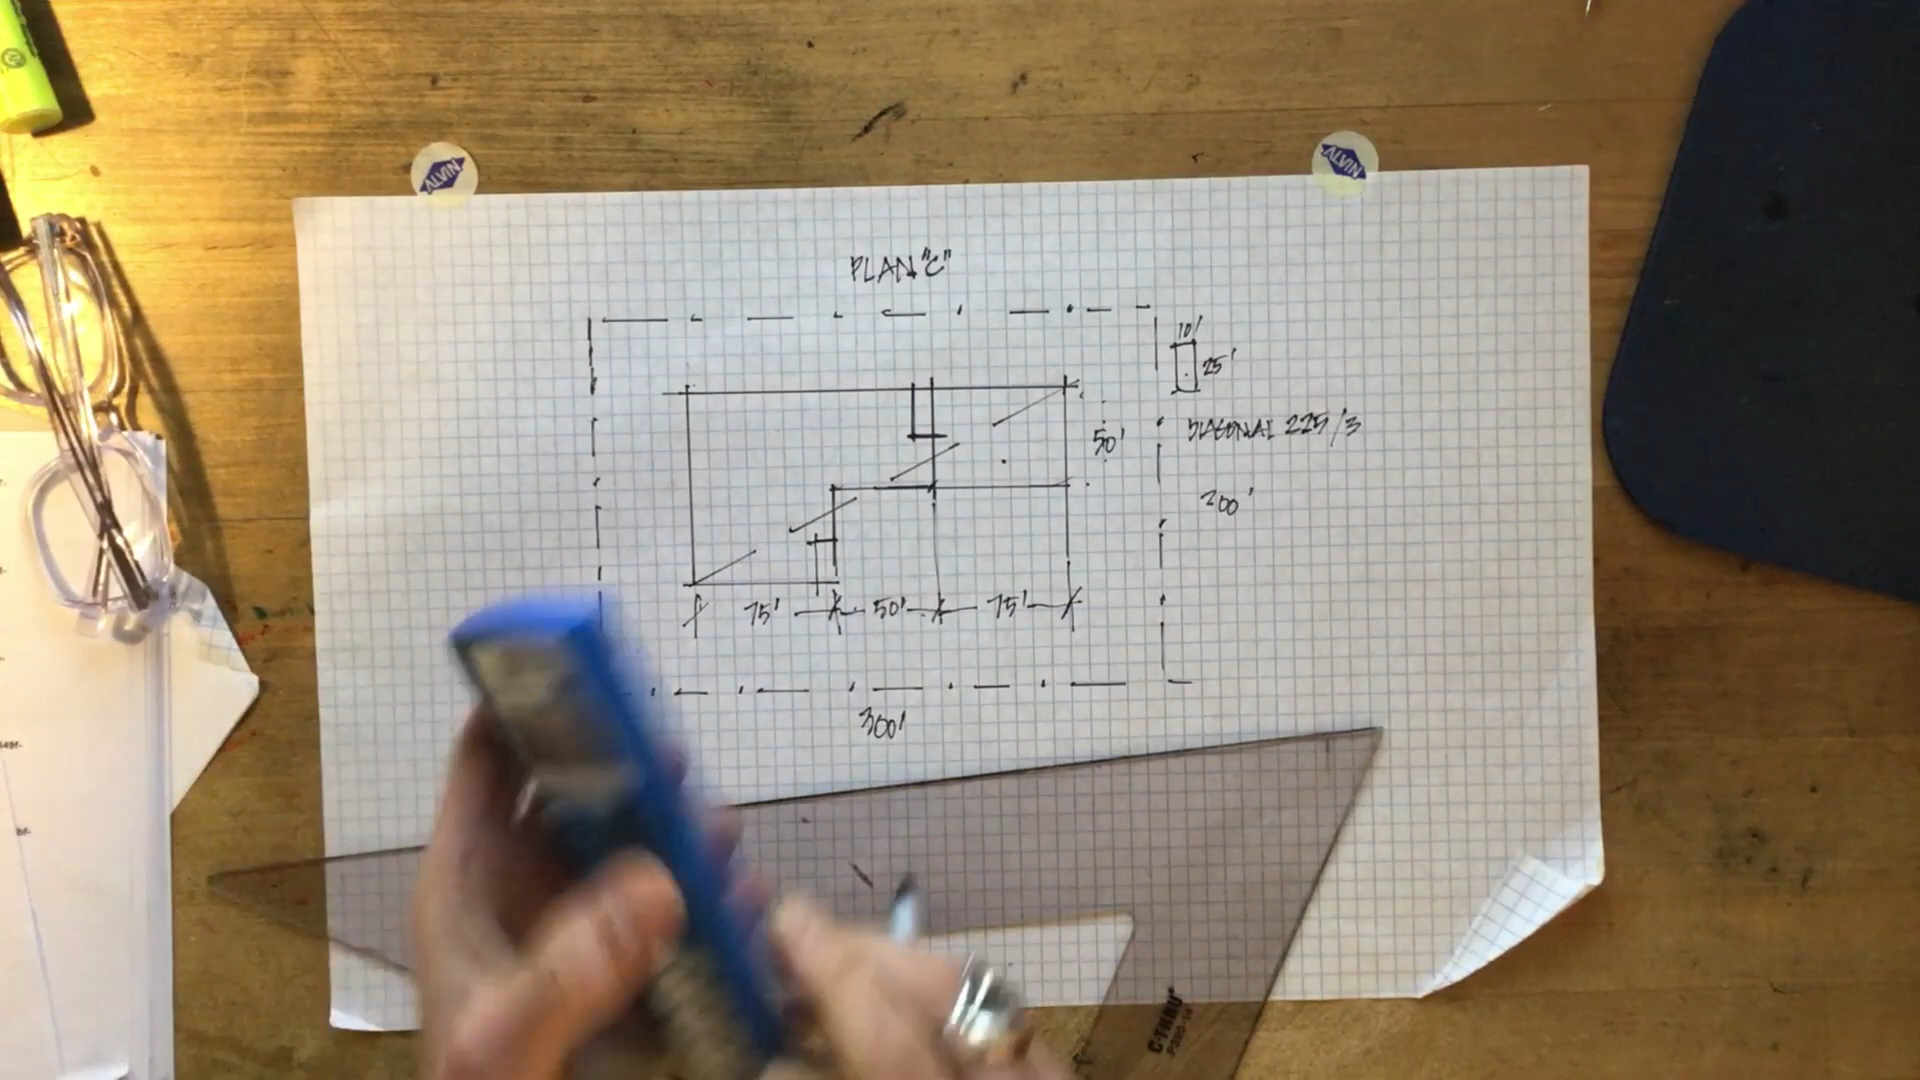 ALVIN
ALVIN
PLAN "C"
10'
25'
50'
DIAGONAL 225/3
200'
75' 50' 75'
300'
C-THRU®